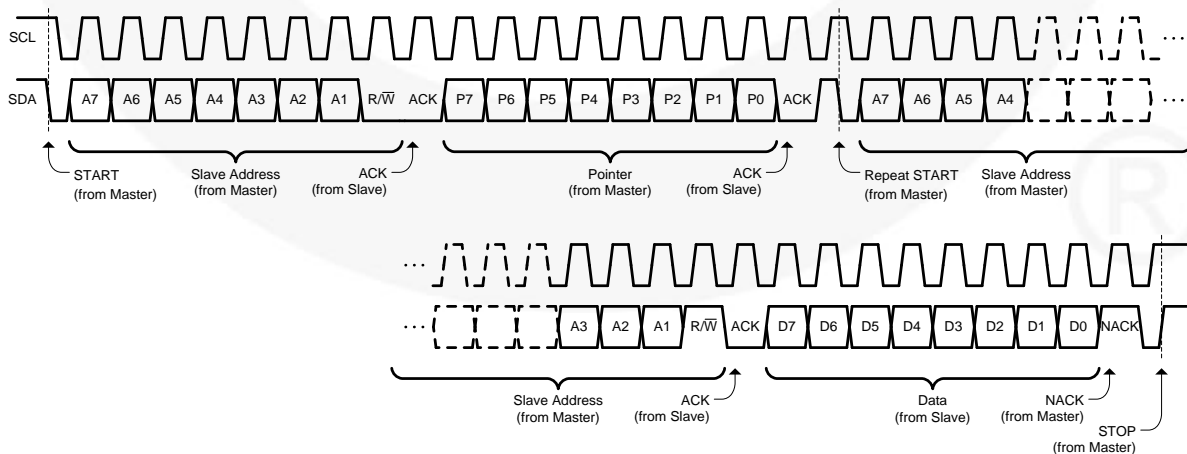 SCL
SDA A7 A6 A5 A4 A3 A2 A1 R/W̅ ACK P7 P6 P5 P4 P3 P2 P1 P0 ACK A7 A6 A5 A4
START
(from Master)
Slave Address
(from Master)
ACK
(from Slave)
Pointer
(from Master)
ACK
(from Slave)
Repeat START
(from Master)
Slave Address
(from Master)
A3 A2 A1 R/W̅ ACK D7 D6 D5 D4 D3 D2 D1 D0 NACK
Slave Address
(from Master)
ACK
(from Slave)
Data
(from Slave)
NACK
(from Master)
STOP
(from Master)
®